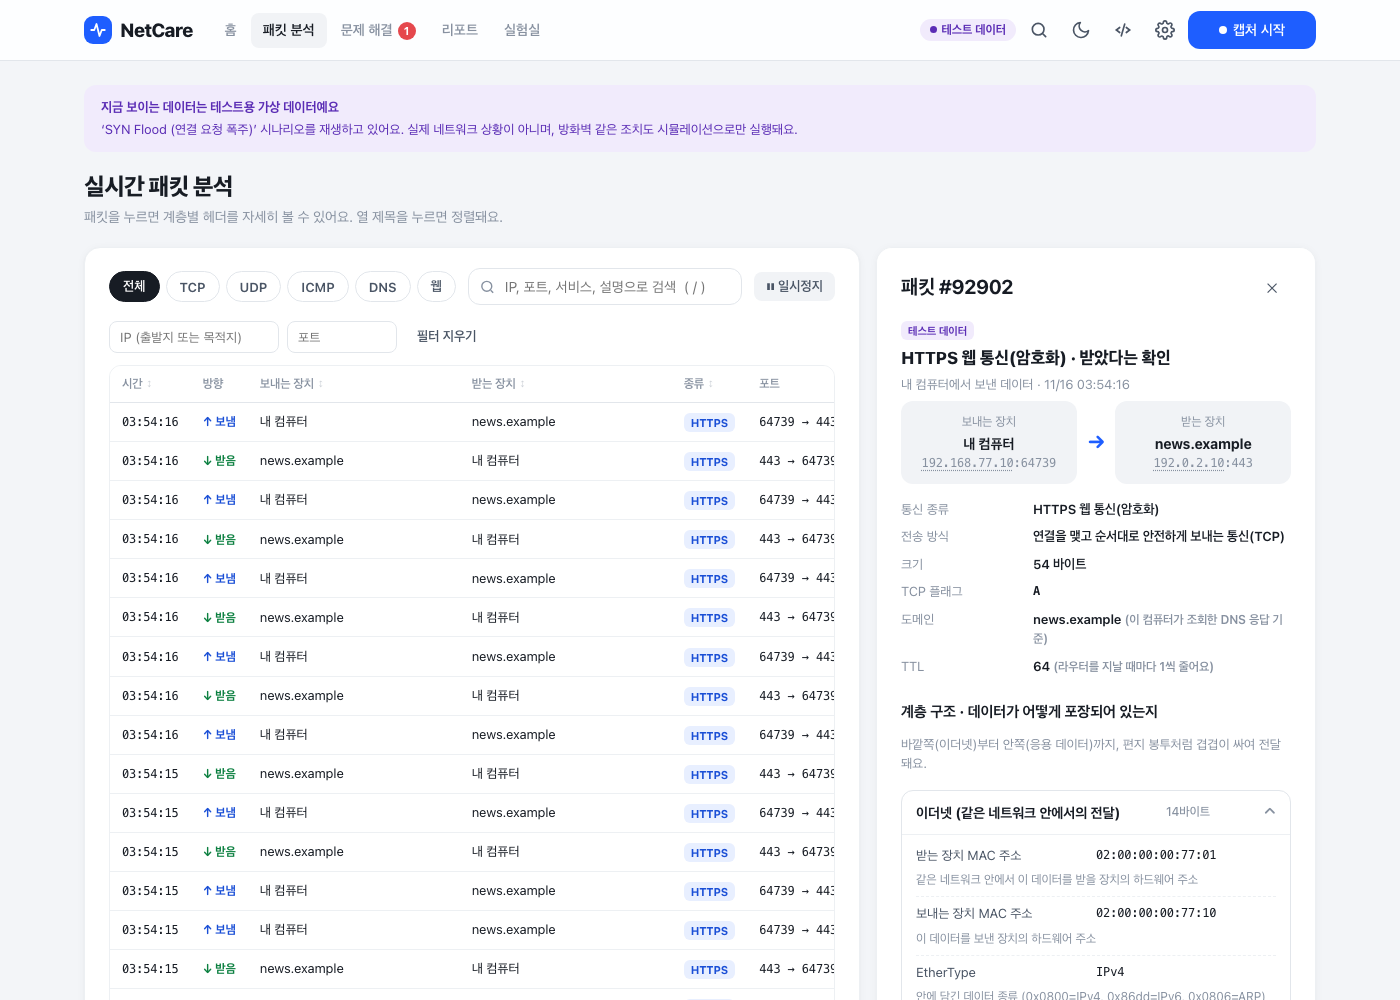 NetCare
홈
패킷 분석
문제 해결 1
리포트
실험실
테스트 데이터
캡처 시작
지금 보이는 데이터는 테스트용 가상 데이터예요
‘SYN Flood (연결 요청 폭주)’ 시나리오를 재생하고 있어요. 실제 네트워크 상황이 아니며, 방화벽 같은 조치도 시뮬레이션으로만 실행돼요.
실시간 패킷 분석
패킷을 누르면 계층별 헤더를 자세히 볼 수 있어요. 열 제목을 누르면 정렬돼요.
전체 TCP UDP ICMP DNS 웹
IP, 포트, 서비스, 설명으로 검색 ( / )
일시정지
IP (출발지 또는 목적지)
포트
필터 지우기
시간 ↕ 방향 보내는 장치 ↕ 받는 장치 ↕ 종류 ↕ 포트
03:54:16 ↑ 보냄 내 컴퓨터 news.example HTTPS 64739 → 443
03:54:16 ↓ 받음 news.example 내 컴퓨터 HTTPS 443 → 64739
03:54:16 ↑ 보냄 내 컴퓨터 news.example HTTPS 64739 → 443
03:54:16 ↓ 받음 news.example 내 컴퓨터 HTTPS 443 → 64739
03:54:16 ↑ 보냄 내 컴퓨터 news.example HTTPS 64739 → 443
03:54:16 ↓ 받음 news.example 내 컴퓨터 HTTPS 443 → 64739
03:54:16 ↑ 보냄 내 컴퓨터 news.example HTTPS 64739 → 443
03:54:16 ↓ 받음 news.example 내 컴퓨터 HTTPS 443 → 64739
03:54:16 ↑ 보냄 내 컴퓨터 news.example HTTPS 64739 → 443
03:54:15 ↓ 받음 news.example 내 컴퓨터 HTTPS 443 → 64739
03:54:15 ↑ 보냄 내 컴퓨터 news.example HTTPS 64739 → 443
03:54:15 ↓ 받음 news.example 내 컴퓨터 HTTPS 443 → 64739
03:54:15 ↑ 보냄 내 컴퓨터 news.example HTTPS 64739 → 443
03:54:15 ↑ 보냄 내 컴퓨터 news.example HTTPS 64739 → 443
03:54:15 ↓ 받음 news.example 내 컴퓨터 HTTPS 443 → 64739
패킷 #92902
테스트 데이터
HTTPS 웹 통신(암호화) · 받았다는 확인
내 컴퓨터에서 보낸 데이터 · 11/16 03:54:16
보내는 장치
내 컴퓨터
192.168.77.10:64739
→
받는 장치
news.example
192.0.2.10:443
통신 종류 HTTPS 웹 통신(암호화)
전송 방식 연결을 맺고 순서대로 안전하게 보내는 통신(TCP)
크기 54 바이트
TCP 플래그 A
도메인 news.example (이 컴퓨터가 조회한 DNS 응답 기
준)
TTL 64 (라우터를 지날 때마다 1씩 줄어요)
계층 구조 · 데이터가 어떻게 포장되어 있는지
바깥쪽(이더넷)부터 안쪽(응용 데이터)까지, 편지 봉투처럼 겹겹이 싸여 전달
돼요.
이더넷 (같은 네트워크 안에서의 전달) 14바이트
받는 장치 MAC 주소 02:00:00:00:77:01
같은 네트워크 안에서 이 데이터를 받을 장치의 하드웨어 주소
보내는 장치 MAC 주소 02:00:00:00:77:10
이 데이터를 보낸 장치의 하드웨어 주소
EtherType IPv4
안에 담긴 데이터 종류 (0x0800=IPv4, 0x86dd=IPv6, 0x0806=ARP)